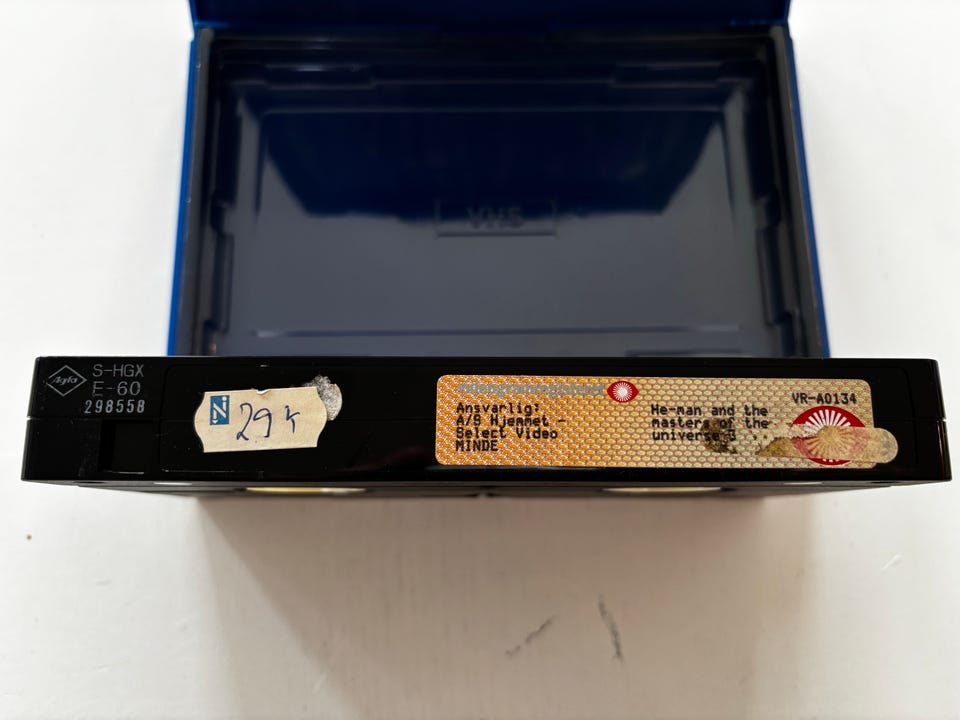 VHS
Agfa
S-HGX
E-60
298558
N
29 k
VR-A0134
Ansvarlig:
A/S Hjemmet -
Select Video
MINDE
He-man and the
masters of the
universe 3